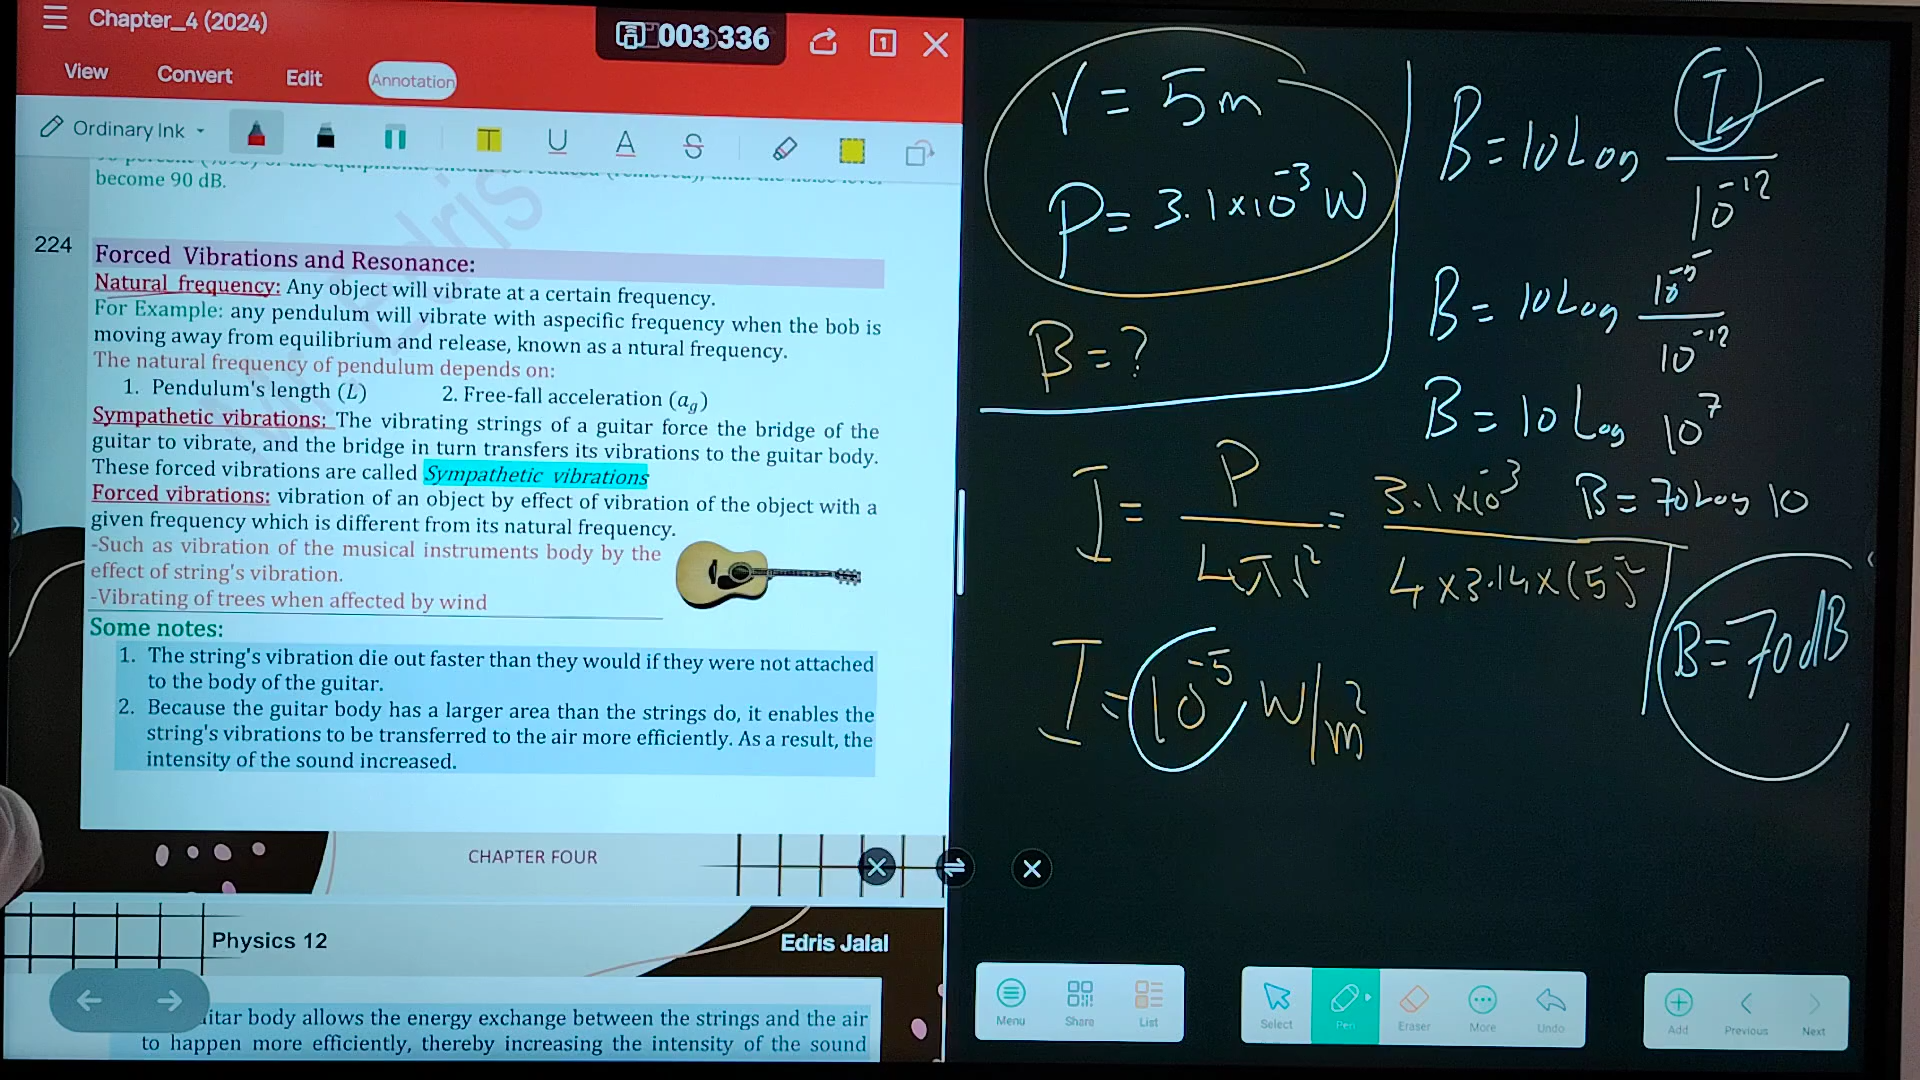 Chapter_4 (2024)
003 336
1
View Convert Edit Annotation
Ordinary Ink
T U A S
become 90 dB.
224
Forced Vibrations and Resonance:
Natural frequency: Any object will vibrate at a certain frequency.
For Example: any pendulum will vibrate with aspecific frequency when the bob is
moving away from equilibrium and release, known as a ntural frequency.
The natural frequency of pendulum depends on:
1. Pendulum's length (L) 2. Free-fall acceleration (a_g)
Sympathetic vibrations: The vibrating strings of a guitar force the bridge of the
guitar to vibrate, and the bridge in turn transfers its vibrations to the guitar body.
These forced vibrations are called Sympathetic vibrations
Forced vibrations: vibration of an object by effect of vibration of the object with a
given frequency which is different from its natural frequency.
-Such as vibration of the musical instruments body by the
effect of string's vibration.
-Vibrating of trees when affected by wind
Some notes:
1. The string's vibration die out faster than they would if they were not attached
to the body of the guitar.
2. Because the guitar body has a larger area than the strings do, it enables the
string's vibrations to be transferred to the air more efficiently. As a result, the
intensity of the sound increased.
CHAPTER FOUR
Physics 12 Edris Jalal
itar body allows the energy exchange between the strings and the air
to happen more efficiently, thereby increasing the intensity of the sound
Edris
r = 5m
P = 3.1×10⁻³ W
B = ?
I = P / 4πr² = 3.1×10⁻³ / 4×3.14×(5)²
I = 10⁻⁵ W/m²
B = 10 Log I / 10⁻¹²
B = 10 Log 10⁻⁵ / 10⁻¹²
B = 10 Log 10⁷
B = 70 Log 10
B = 70 dB
Menu Share List
Select Pen Eraser More Undo
Add Previous Next